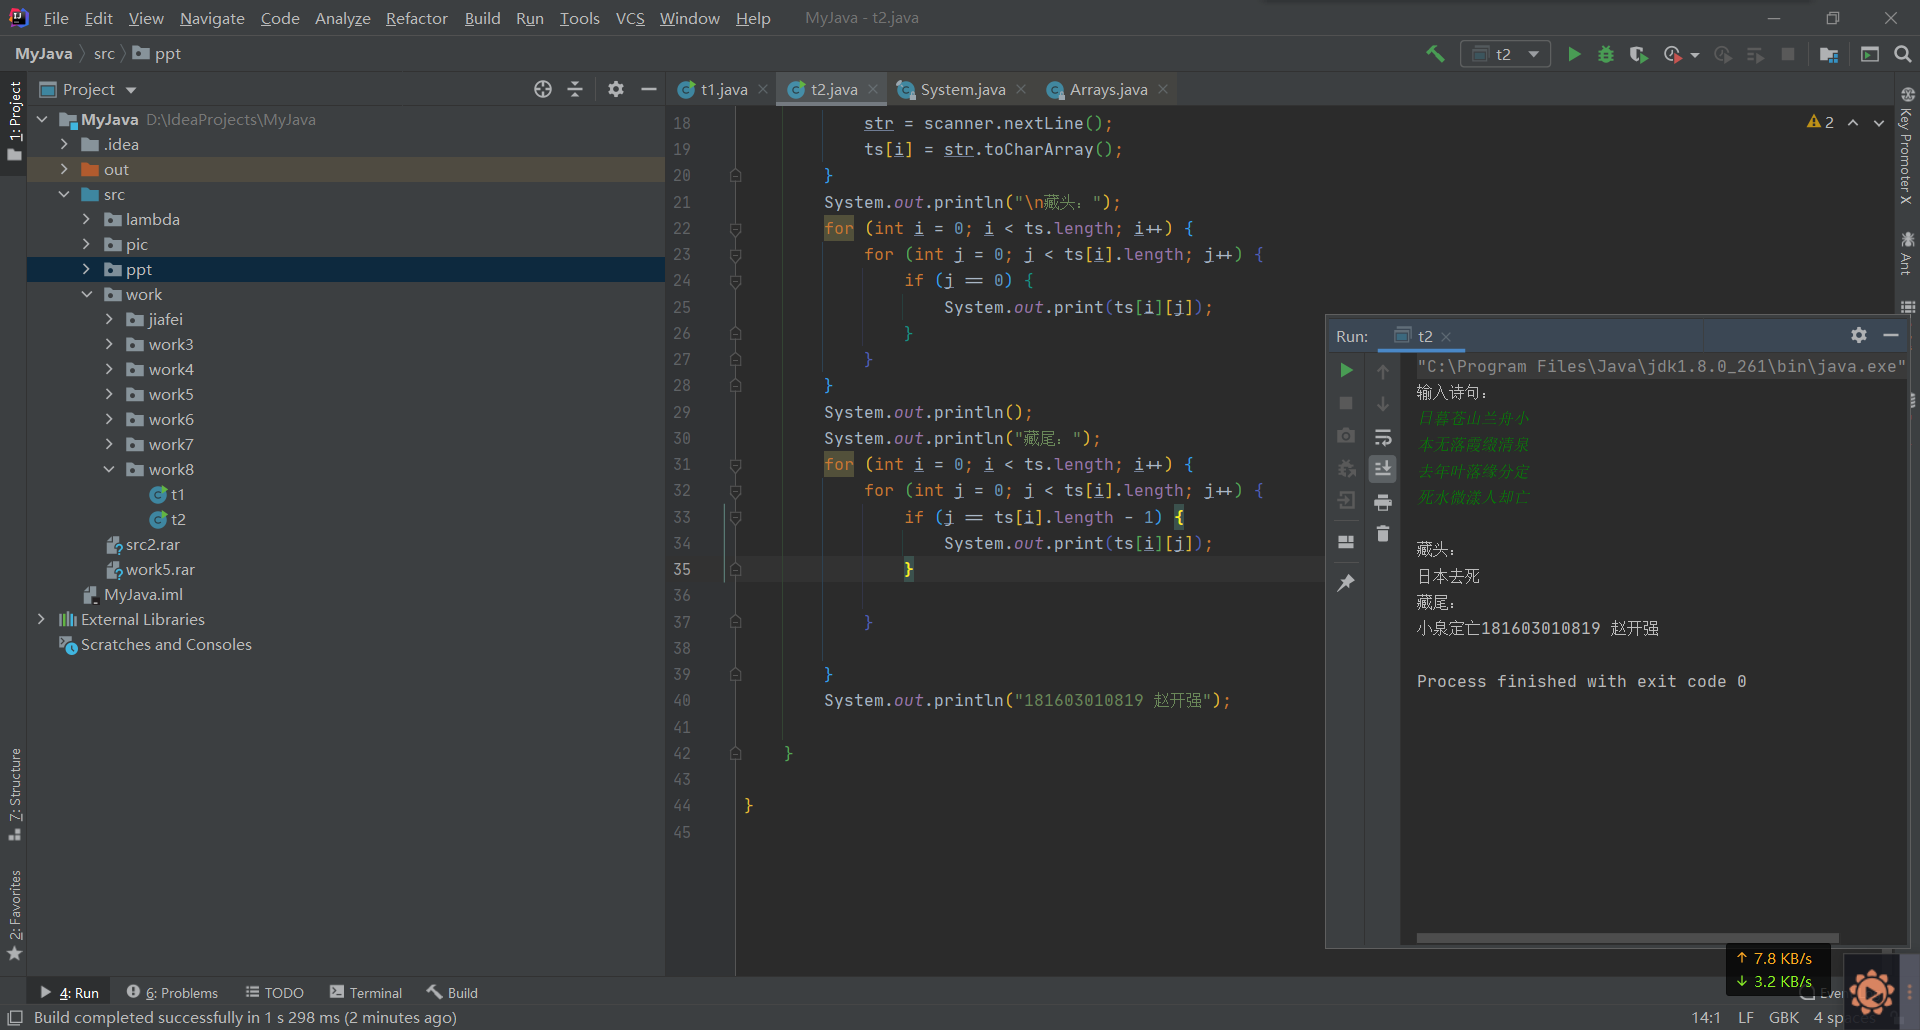 File Edit View Navigate Code Analyze Refactor Build Run Tools VCS Window Help MyJava - t2.java
MyJava src ppt
t2
1: Project
Project
MyJava D:\IdeaProjects\MyJava
.idea
out
src
lambda
pic
ppt
work
jiafei
work3
work4
work5
work6
work7
work8
t1
t2
src2.rar
work5.rar
MyJava.iml
External Libraries
Scratches and Consoles
7: Structure
2: Favorites
t1.java t2.java System.java Arrays.java
2
18 str = scanner.nextLine();
19 ts[i] = str.toCharArray();
20 }
21 System.out.println("\n藏头：");
22 for (int i = 0; i < ts.length; i++) {
23 for (int j = 0; j < ts[i].length; j++) {
24 if (j == 0) {
25 System.out.print(ts[i][j]);
26 }
27 }
28 }
29 System.out.println();
30 System.out.println("藏尾：");
31 for (int i = 0; i < ts.length; i++) {
32 for (int j = 0; j < ts[i].length; j++) {
33 if (j == ts[i].length - 1) {
34 System.out.print(ts[i][j]);
35 }
36
37 }
38
39 }
40 System.out.println("181603010819 赵开强");
41
42 }
43
44 }
45
Key Promoter X
Ant
Run: t2
"C:\Program Files\Java\jdk1.8.0_261\bin\java.exe"
输入诗句：
日暮苍山兰舟小
本无落霞缀清泉
去年叶落缘分定
死水微漾人却亡
藏头：
日本去死
藏尾：
小泉定亡181603010819 赵开强
Process finished with exit code 0
↑ 7.8 KB/s
↓ 3.2 KB/s
4: Run 6: Problems TODO Terminal Build
Build completed successfully in 1 s 298 ms (2 minutes ago)
14:1 LF GBK 4